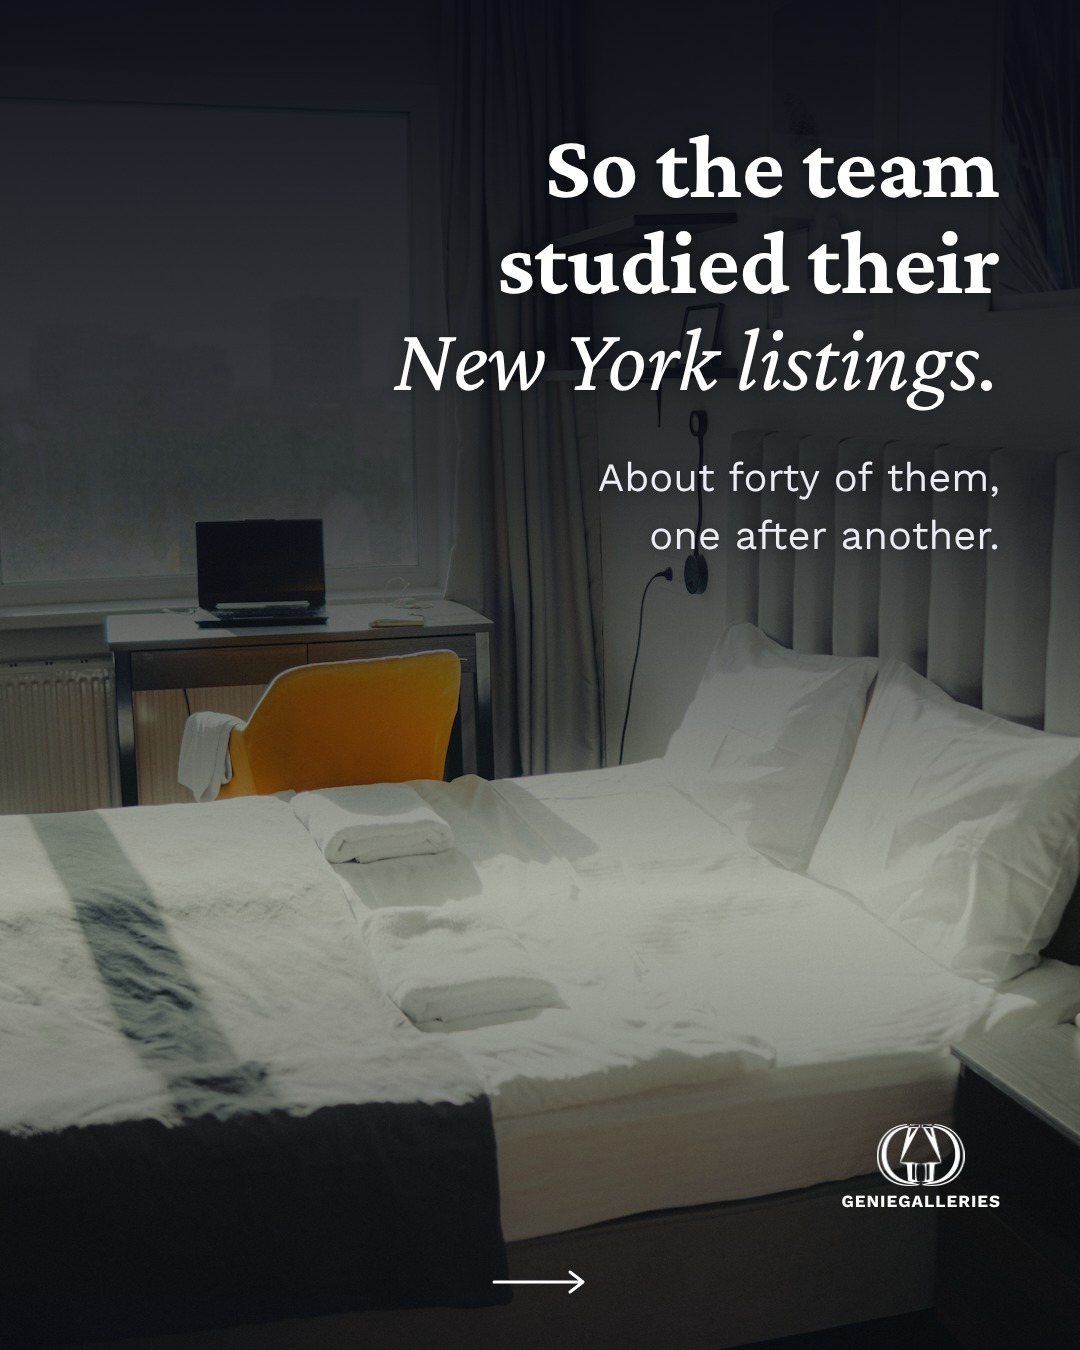 So the team
studied their
New York listings.
About forty of them,
one after another.
GENIEGALLERIES